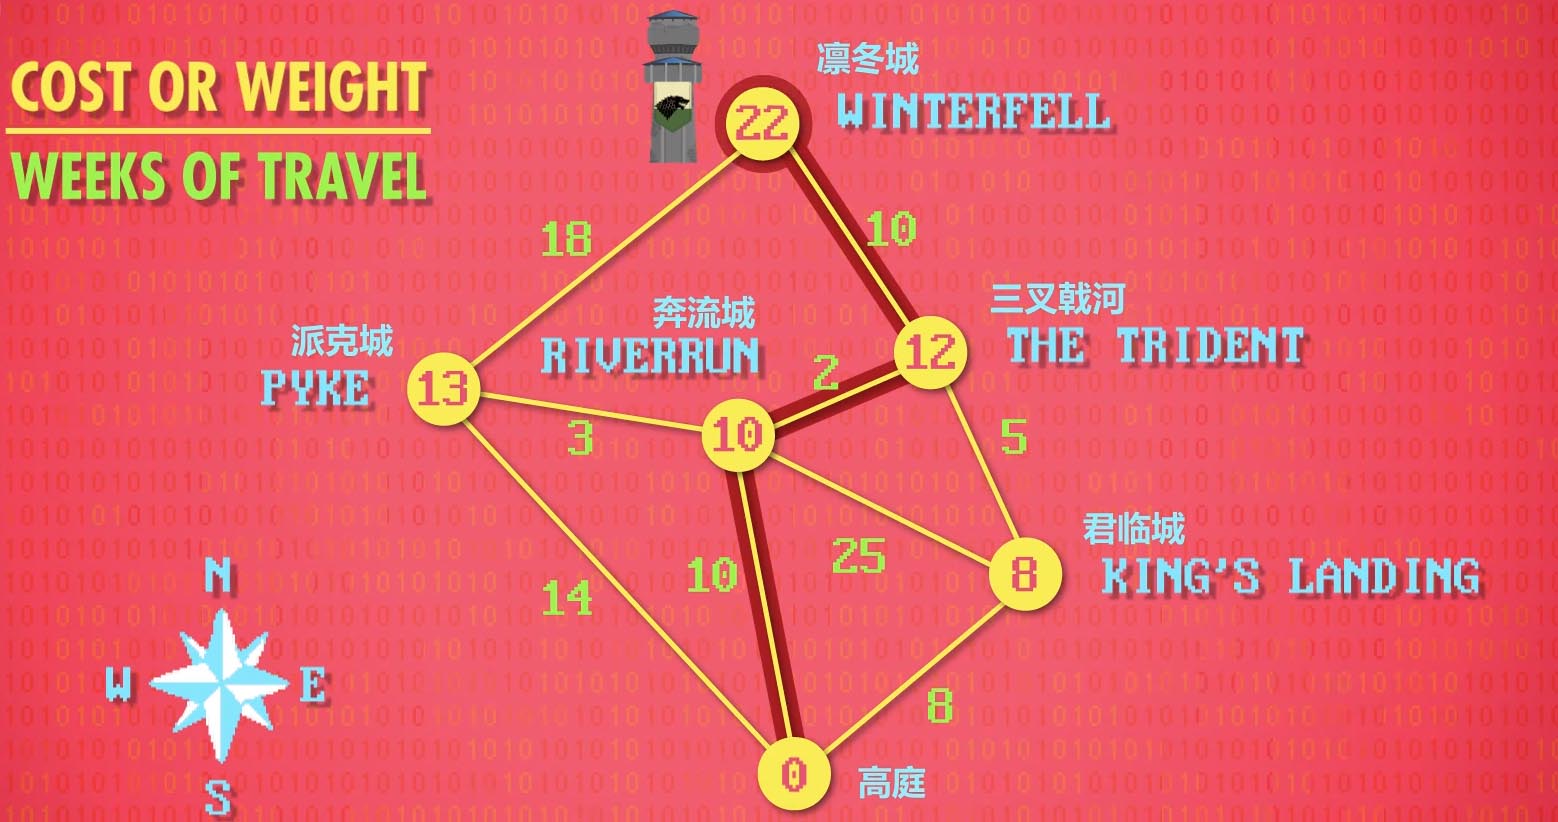 COST OR WEIGHT
WEEKS OF TRAVEL
凛冬城
22
WINTERFELL
18
10
三叉戟河
奔流城
派克城
RIVERRUN
THE TRIDENT
12
2
PYKE
13
10
3
5
君临城
25
8
KING'S LANDING
10
14
N
W
E
8
0
高庭
S